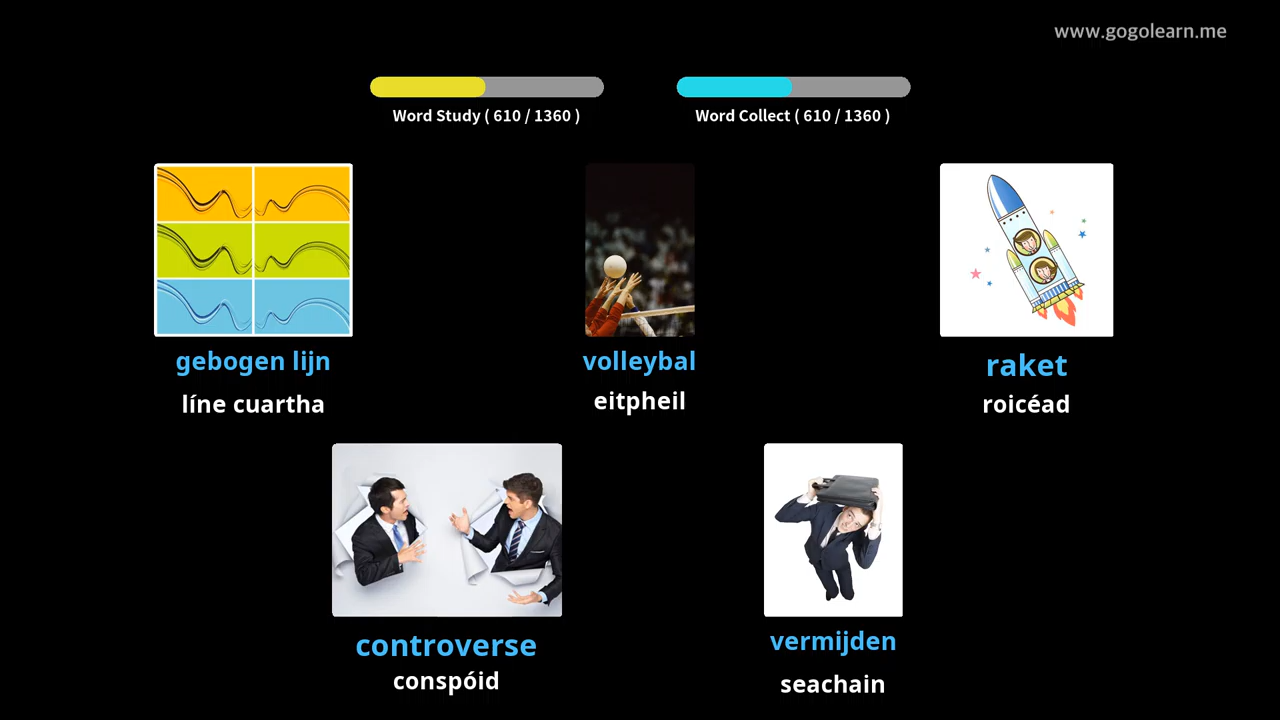 www.gogolearn.me
Word Study ( 610 / 1360 )
Word Collect ( 610 / 1360 )
gebogen lijn
líne cuartha
volleybal
eitpheil
raket
roicéad
controverse
conspóid
vermijden
seachain